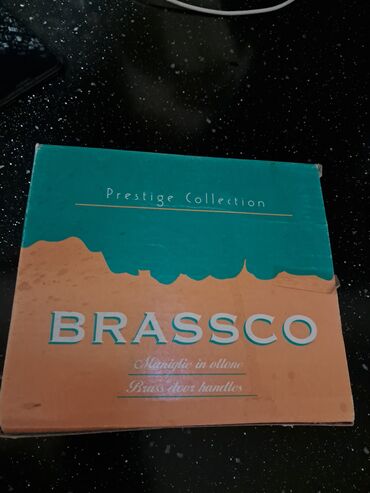 Prestige Collection
BRASSCO
Maniglie in ottone
Brass door handles